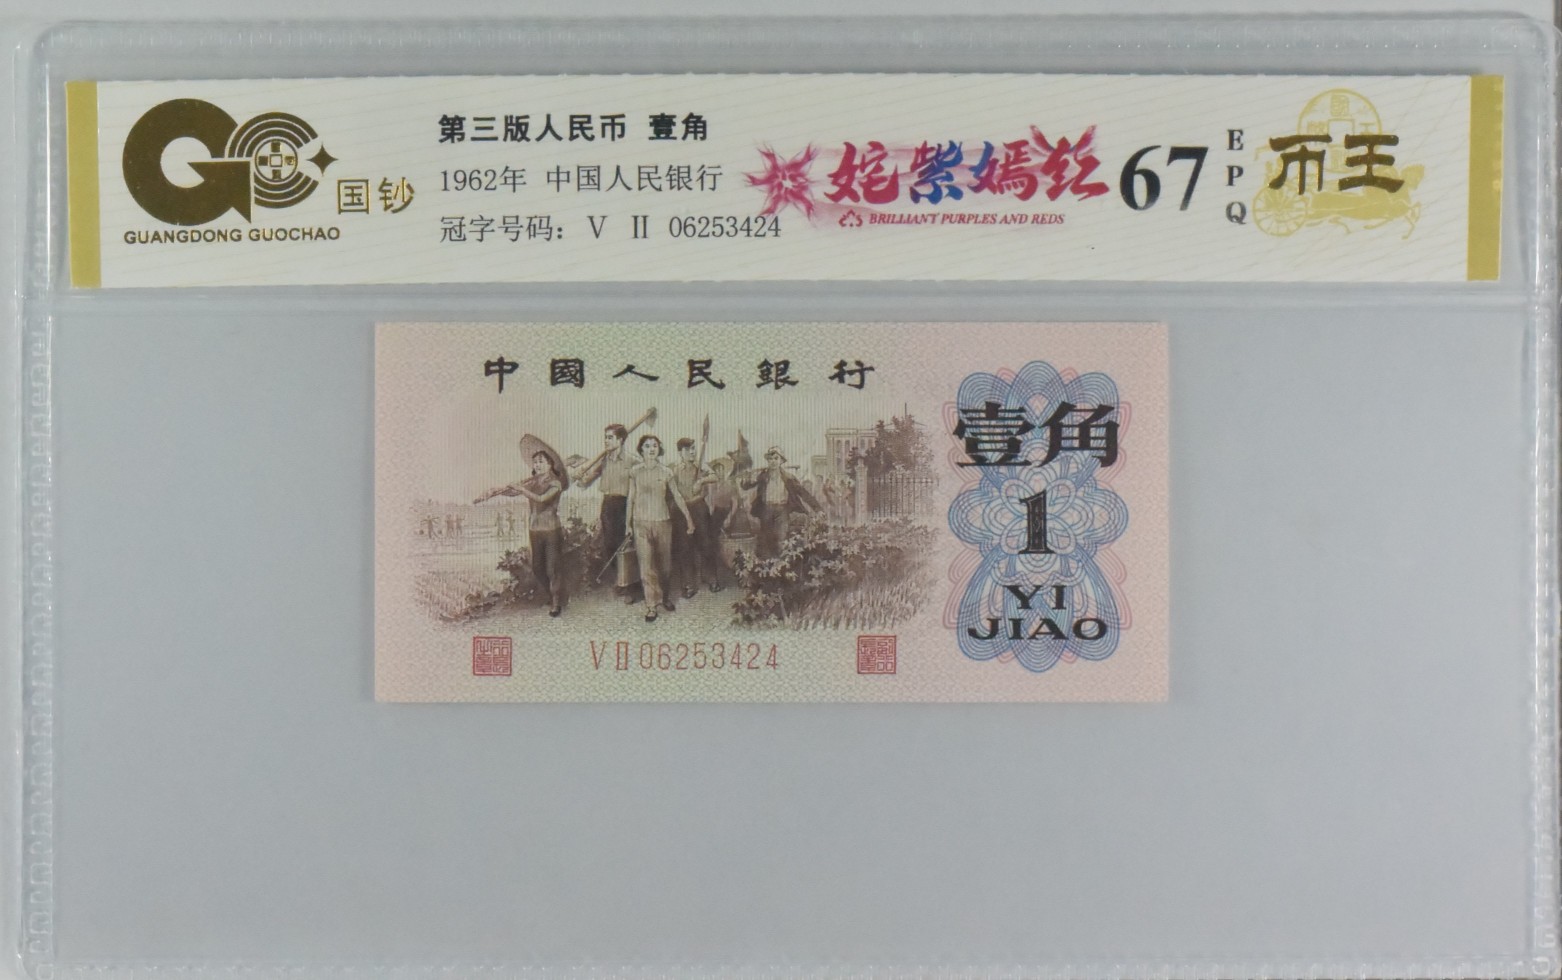 国钞
GUANGDONG GUOCHAO
第三版人民币 壹角
1962年 中国人民银行
冠字号码: V II 06253424
姹紫嫣红
BRILLIANT PURPLES AND REDS
67
EPQ
币王
中國人民銀行
壹角
1
YI
JIAO
V II 06253424